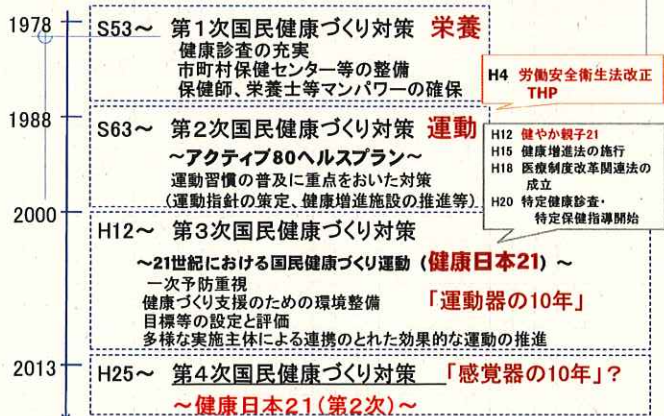 1978
S53～ 第1次国民健康づくり対策 栄養
健康診査の充実
市町村保健センター等の整備
保健師、栄養士等マンパワーの確保
H4 労働安全衛生法改正
THP
1988
S63～ 第2次国民健康づくり対策 運動
～アクティブ80ヘルスプラン～
運動習慣の普及に重点をおいた対策
(運動指針の策定、健康増進施設の推進等)
H12 健やか親子21
H15 健康増進法の施行
H18 医療制度改革関連法の
成立
H20 特定健康診査・
特定保健指導開始
2000
H12～ 第3次国民健康づくり対策
～21世紀における国民健康づくり運動 (健康日本21) ～
一次予防重視
健康づくり支援のための環境整備 「運動器の10年」
目標等の設定と評価
多様な実施主体による連携のとれた効果的な運動の推進
2013
H25～ 第4次国民健康づくり対策 「感覚器の10年」?
～健康日本21(第2次)～